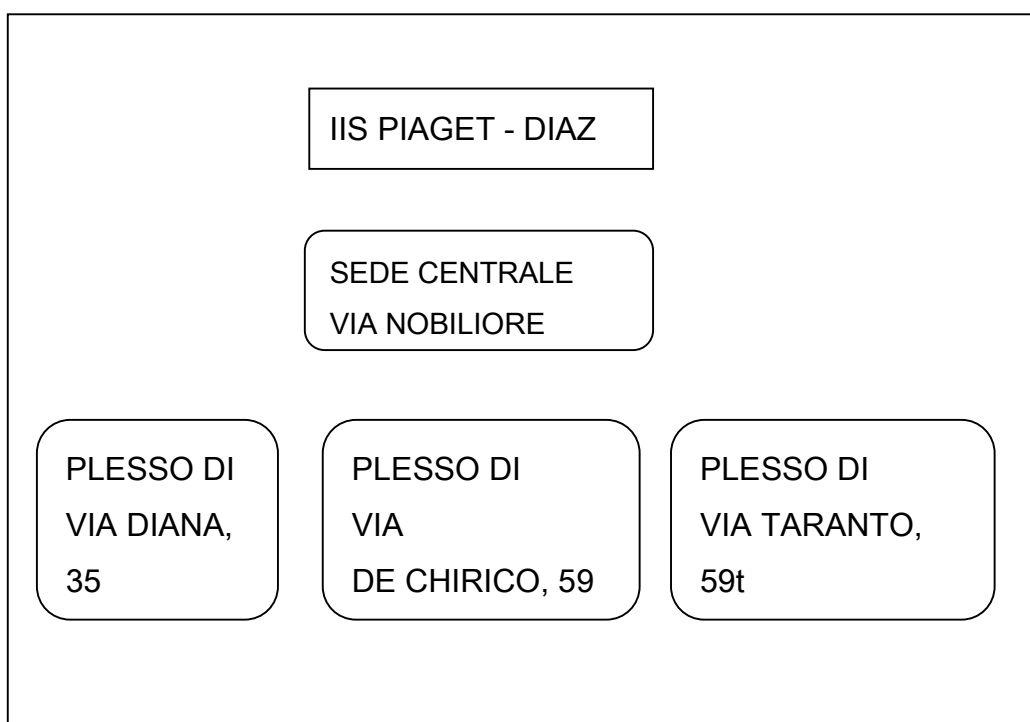 IIS PIAGET - DIAZ
SEDE CENTRALE
VIA NOBILIORE
PLESSO DI
VIA DIANA,
35
PLESSO DI
VIA
DE CHIRICO, 59
PLESSO DI
VIA TARANTO,
59t